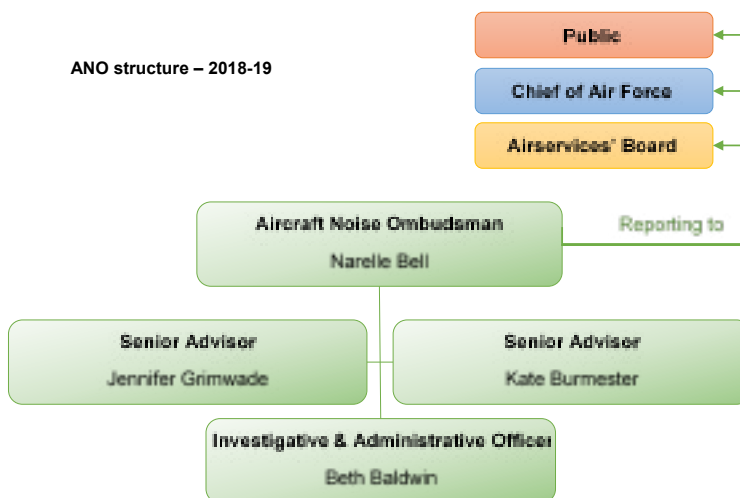 Public
ANO structure – 2018-19
Chief of Air Force
Airservices' Board
Aircraft Noise Ombudsman
Reporting to
Narelle Bell
Senior Advisor
Jennifer Grimwade
Senior Advisor
Kate Burmester
Investigative & Administrative Officer
Beth Baldwin